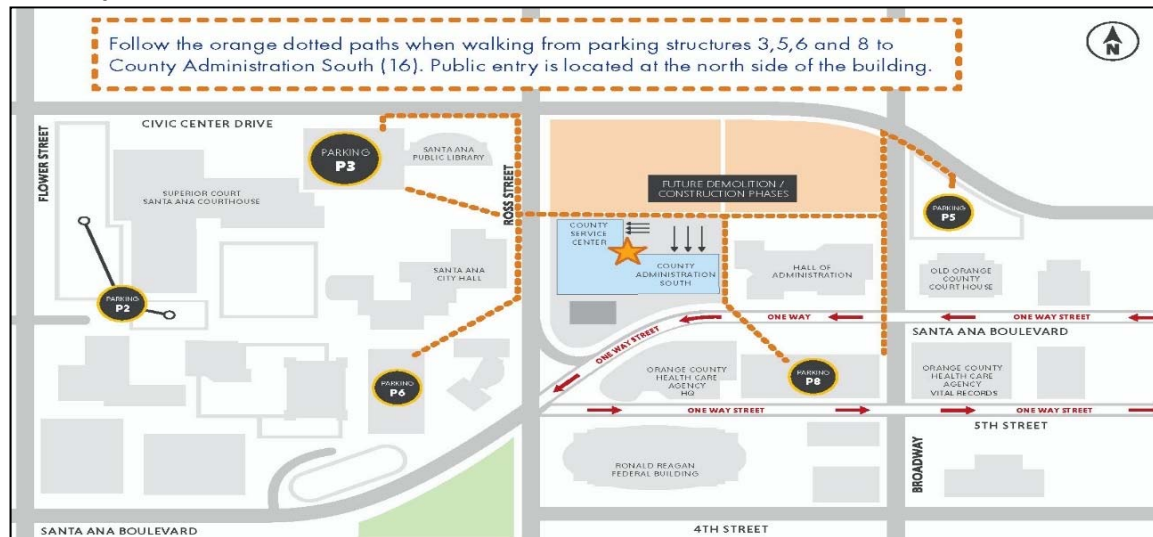 Follow the orange dotted paths when walking from parking structures 3,5,6 and 8 to
County Administration South (16). Public entry is located at the north side of the building.
N
CIVIC CENTER DRIVE
FLOWER STREET
PARKING
P3
SANTA ANA
PUBLIC LIBRARY
ROSS STREET
FUTURE DEMOLITION /
CONSTRUCTION PHASES
PARKING
P5
SUPERIOR COURT
SANTA ANA COURTHOUSE
COUNTY
SERVICE
CENTER
COUNTY
ADMINISTRATION
SOUTH
HALL OF
ADMINISTRATION
OLD ORANGE
COUNTY
COURT HOUSE
SANTA ANA
CITY HALL
PARKING
P2
ONE WAY
ONE WAY STREET
SANTA ANA BOULEVARD
ONE WAY STREET
PARKING
P6
ORANGE COUNTY
HEALTH CARE
AGENCY
HQ
PARKING
P8
ORANGE COUNTY
HEALTH CARE
AGENCY
VITAL RECORDS
ONE WAY STREET
ONE WAY STREET
5TH STREET
RONALD REAGAN
FEDERAL BUILDING
BROADWAY
SANTA ANA BOULEVARD
4TH STREET